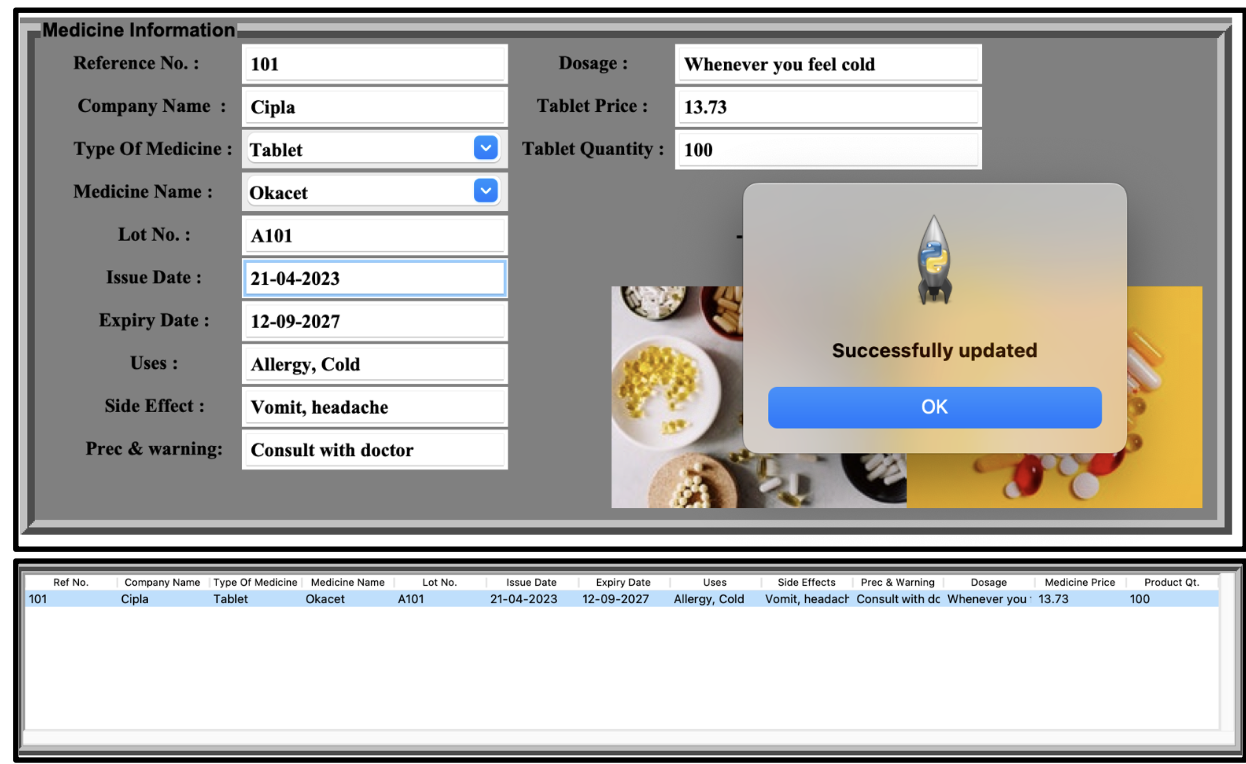 Medicine Information
Reference No. : 101 Dosage : Whenever you feel cold
Company Name : Cipla Tablet Price : 13.73
Type Of Medicine : Tablet Tablet Quantity : 100
Medicine Name : Okacet
Lot No. : A101
Issue Date : 21-04-2023
Expiry Date : 12-09-2027
Uses : Allergy, Cold
Side Effect : Vomit, headache
Prec & warning: Consult with doctor
Successfully updated
OK
Ref No. Company Name Type Of Medicine Medicine Name Lot No. Issue Date Expiry Date Uses Side Effects Prec & Warning Dosage Medicine Price Product Qt.
101 Cipla Tablet Okacet A101 21-04-2023 12-09-2027 Allergy, Cold Vomit, headach Consult with dc Whenever you 13.73 100